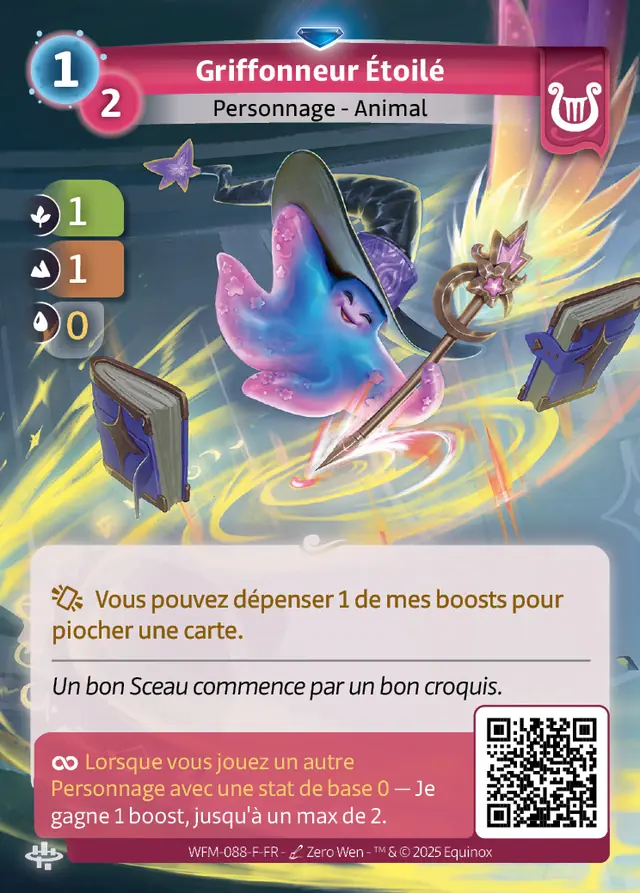 1
Griffonneur Étoilé
2
Personnage - Animal
1
1
0
Vous pouvez dépenser 1 de mes boosts pour
piocher une carte.
Un bon Sceau commence par un bon croquis.
∞ Lorsque vous jouez un autre
Personnage avec une stat de base 0 — Je
gagne 1 boost, jusqu'à un max de 2.
WFM-088-F-FR - Zero Wen - ™ & © 2025 Equinox